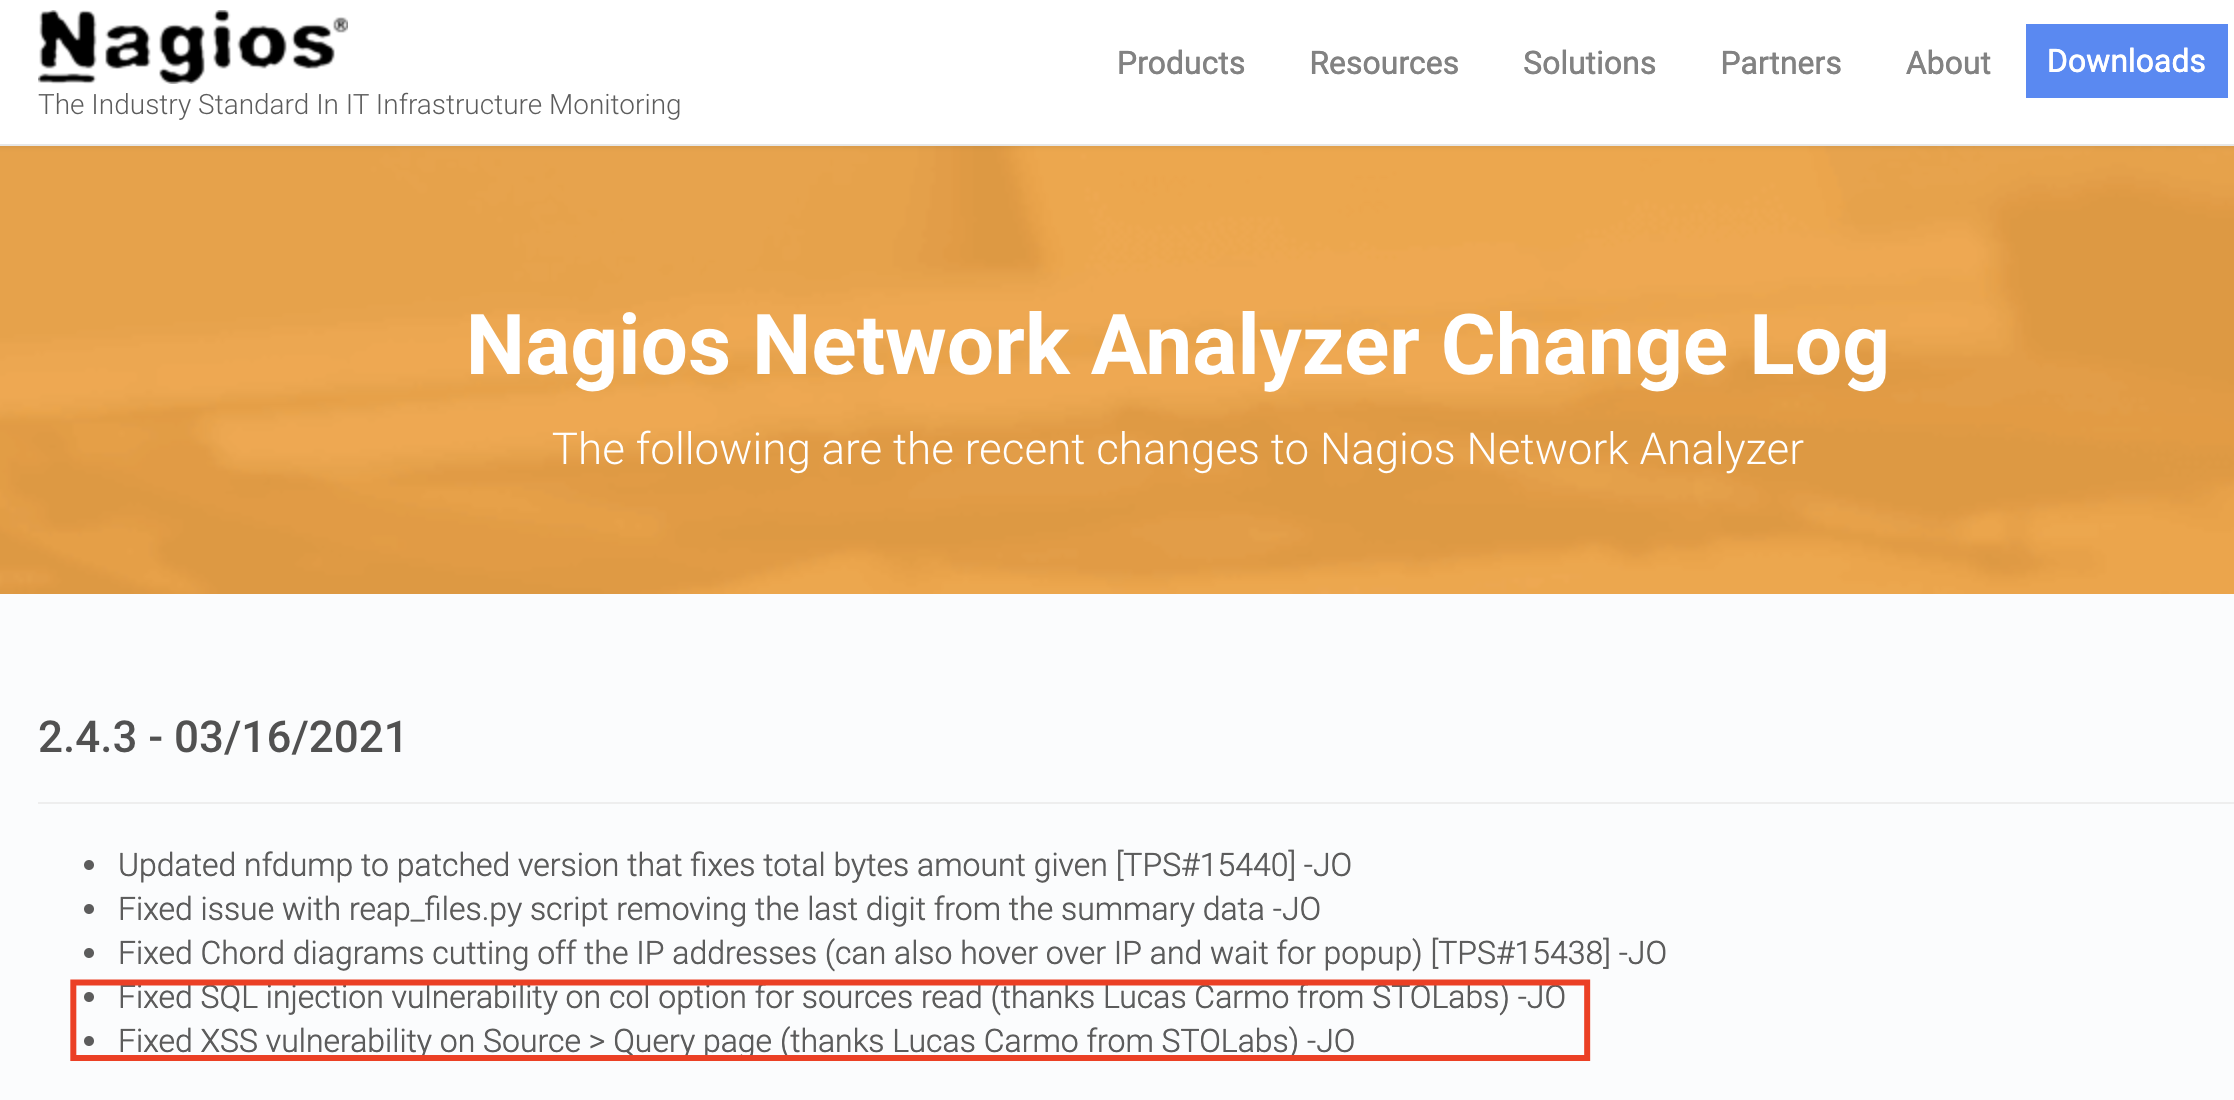 Nagios®
The Industry Standard In IT Infrastructure Monitoring
Products Resources Solutions Partners About Downloads
Nagios Network Analyzer Change Log
The following are the recent changes to Nagios Network Analyzer
2.4.3 - 03/16/2021
• Updated nfdump to patched version that fixes total bytes amount given [TPS#15440] -JO
• Fixed issue with reap_files.py script removing the last digit from the summary data -JO
• Fixed Chord diagrams cutting off the IP addresses (can also hover over IP and wait for popup) [TPS#15438] -JO
• Fixed SQL injection vulnerability on col option for sources read (thanks Lucas Carmo from STOLabs) -JO
• Fixed XSS vulnerability on Source > Query page (thanks Lucas Carmo from STOLabs) -JO